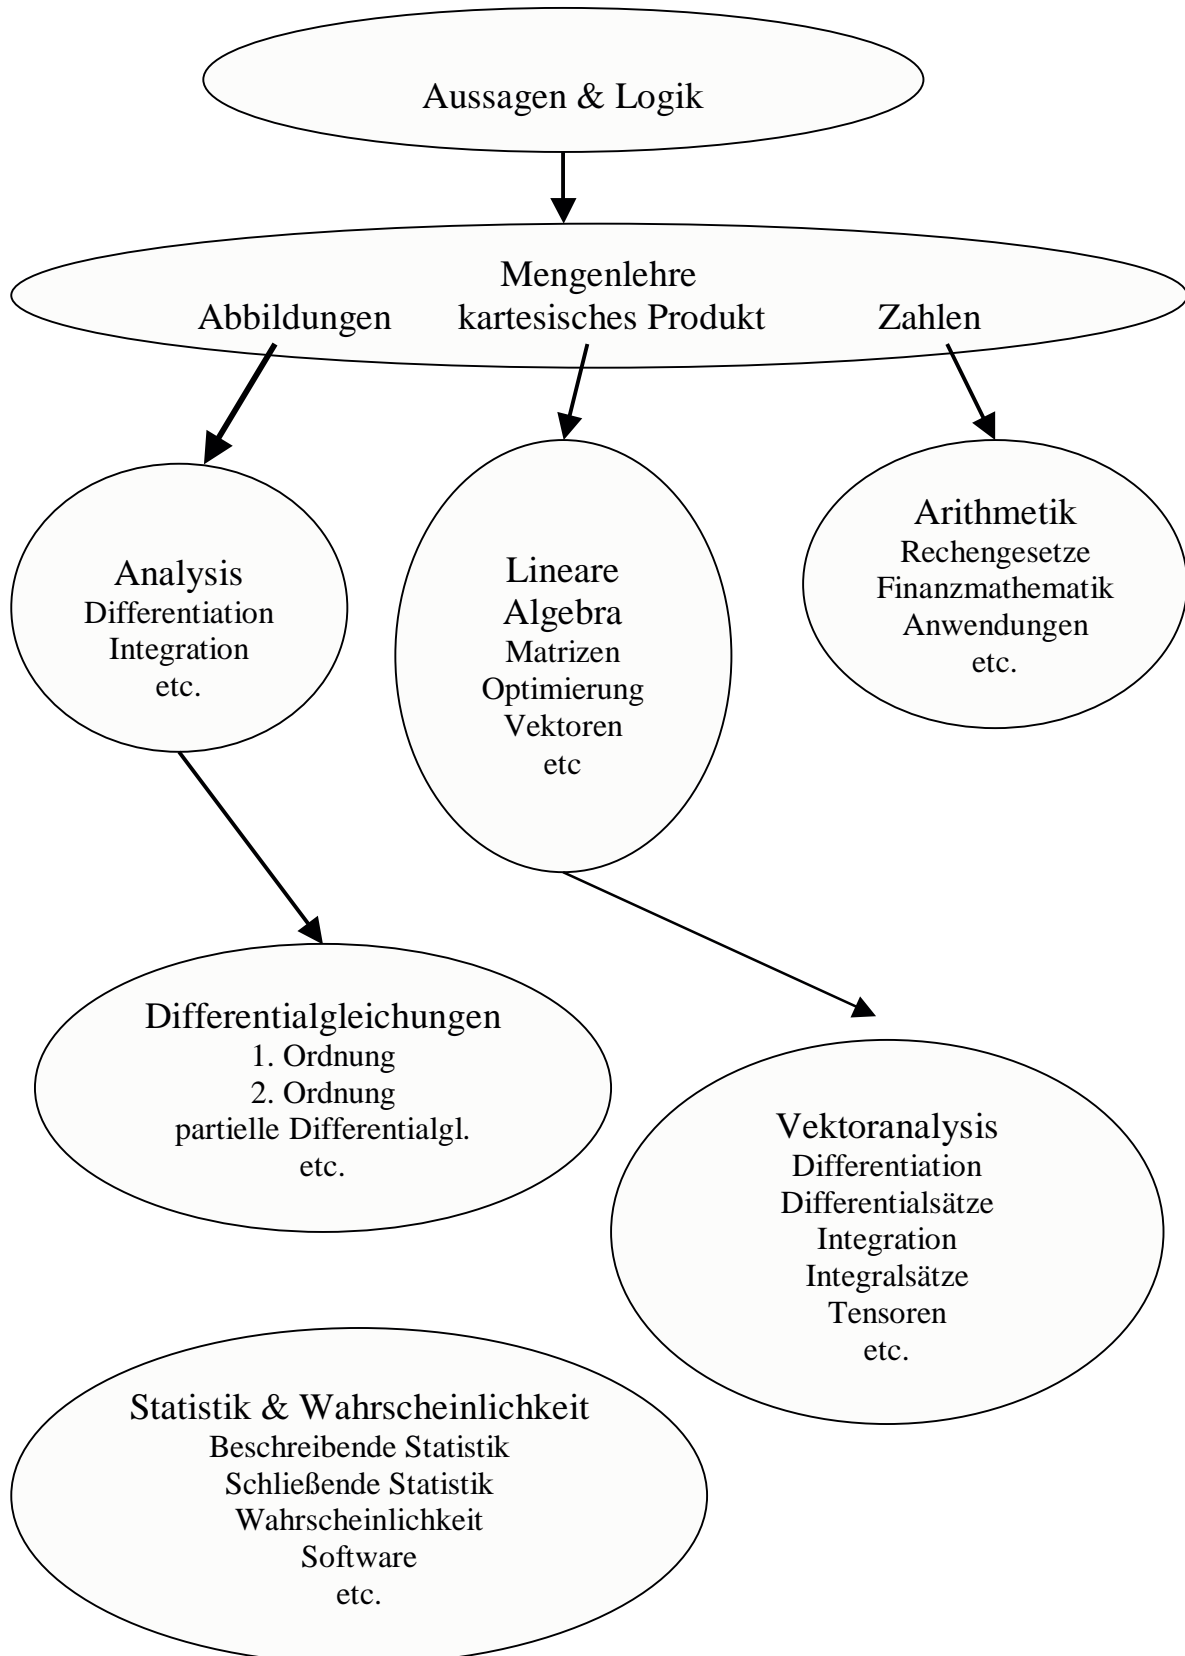 Aussagen & Logik
Mengenlehre
Abbildungen kartesisches Produkt Zahlen
Analysis
Differentiation
Integration
etc.
Lineare
Algebra
Matrizen
Optimierung
Vektoren
etc
Arithmetik
Rechengesetze
Finanzmathematik
Anwendungen
etc.
Differentialgleichungen
1. Ordnung
2. Ordnung
partielle Differentialgl.
etc.
Vektoranalysis
Differentiation
Differentialsätze
Integration
Integralsätze
Tensoren
etc.
Statistik & Wahrscheinlichkeit
Beschreibende Statistik
Schließende Statistik
Wahrscheinlichkeit
Software
etc.